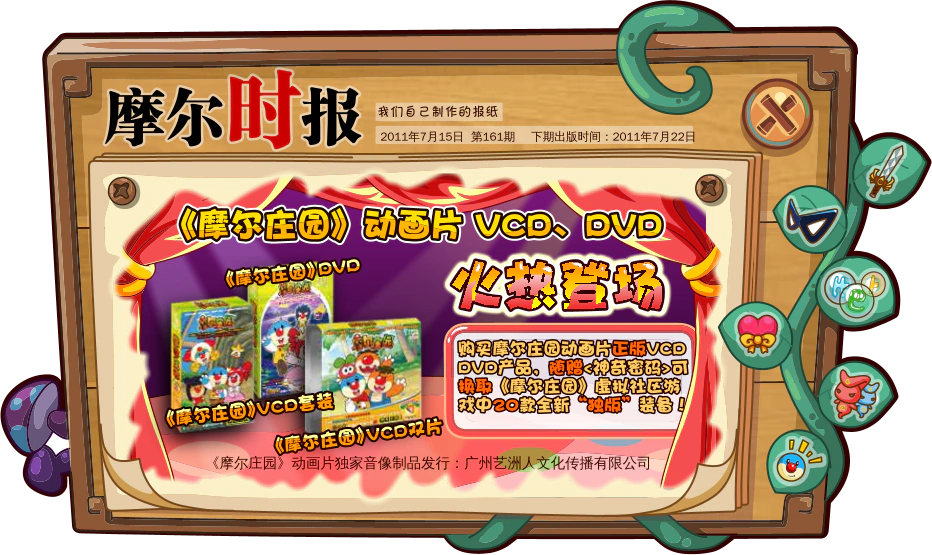 摩尔时报
我们自己制作的报纸
2011年7月15日 第161期 下期出版时间：2011年7月22日
《摩尔庄园》动画片 VCD、DVD
火热登场
《摩尔庄园》DVD
购买摩尔庄园动画片正版VCD
DVD产品，随赠<神奇密码>可
换取《摩尔庄园》虚拟社区游
戏中20款全新“独版”装备！
《摩尔庄园》VCD套装
《摩尔庄园》VCD双片
《摩尔庄园》动画片独家音像制品发行：广州艺洲人文化传播有限公司